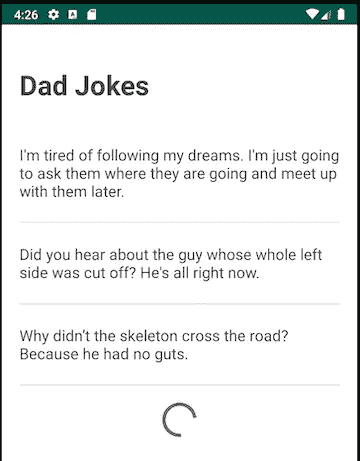 4:26
Dad Jokes
I'm tired of following my dreams. I'm just going
to ask them where they are going and meet up
with them later.
Did you hear about the guy whose whole left
side was cut off? He's all right now.
Why didn't the skeleton cross the road?
Because he had no guts.